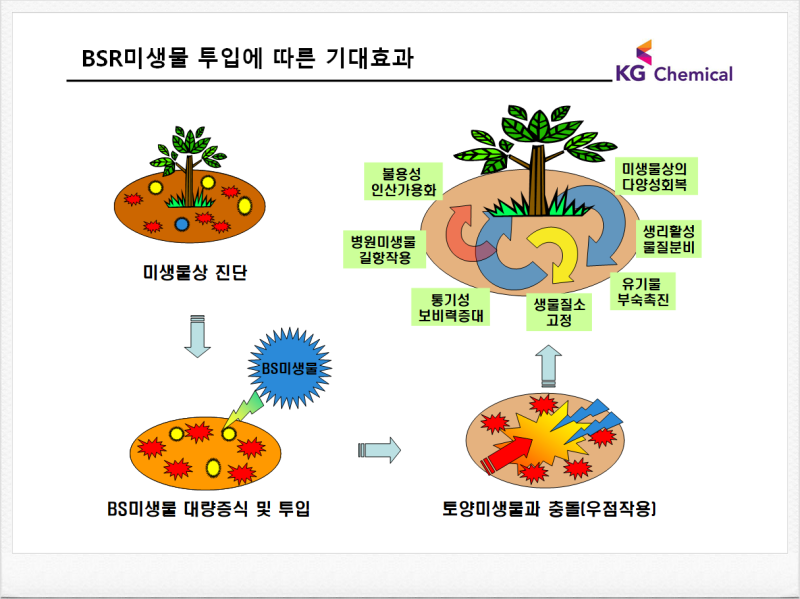 BSR미생물 투입에 따른 기대효과
KG Chemical
불용성
인산가용화
미생물상의
다양성회복
병원미생물
길항작용
생리활성
물질분비
통기성
보비력증대
생물질소
고정
유기물
부숙촉진
미생물상 진단
BS미생물
BS미생물 대량증식 및 투입
토양미생물과 충돌(우점작용)